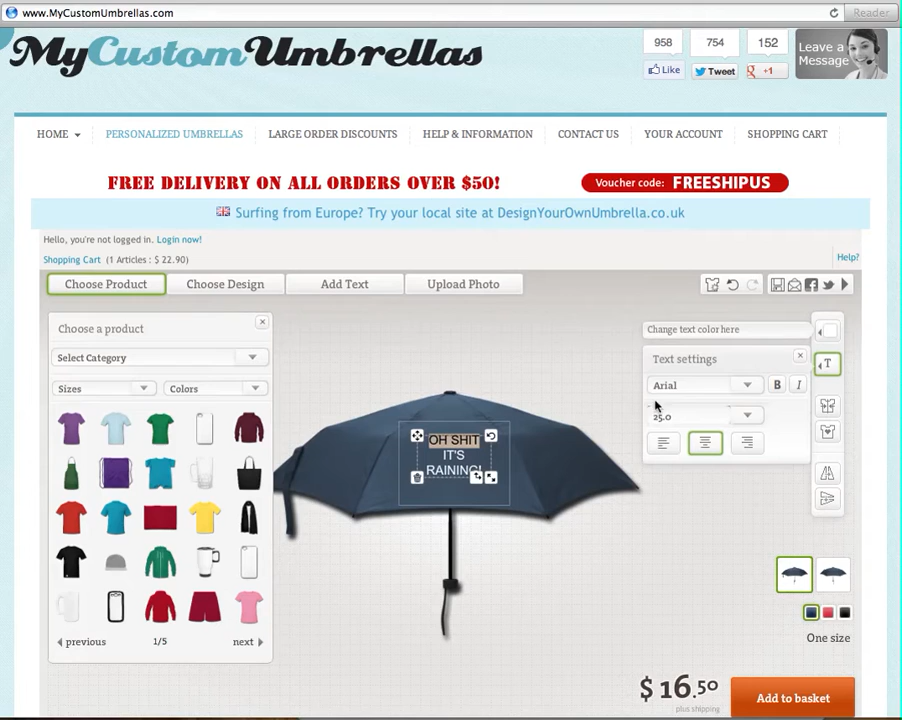 www.MyCustomUmbrellas.com
Reader
MyCustomUmbrellas
958
754
152
Like
Tweet
+1
Leave a
Message
HOME
PERSONALIZED UMBRELLAS
LARGE ORDER DISCOUNTS
HELP & INFORMATION
CONTACT US
YOUR ACCOUNT
SHOPPING CART
FREE DELIVERY ON ALL ORDERS OVER $50!
Voucher code: FREESHIPUS
Surfing from Europe? Try your local site at DesignYourOwnUmbrella.co.uk
Hello, you're not logged in. Login now!
Shopping Cart (1 Articles : $ 22.90)
Help?
Choose Product
Choose Design
Add Text
Upload Photo
Choose a product
Select Category
Sizes
Colors
previous
1/5
next
OH SHIT
IT'S
RAINING!
Change text color here
Text settings
Arial
B
I
25.0
T
One size
$ 16.50
plus shipping
Add to basket